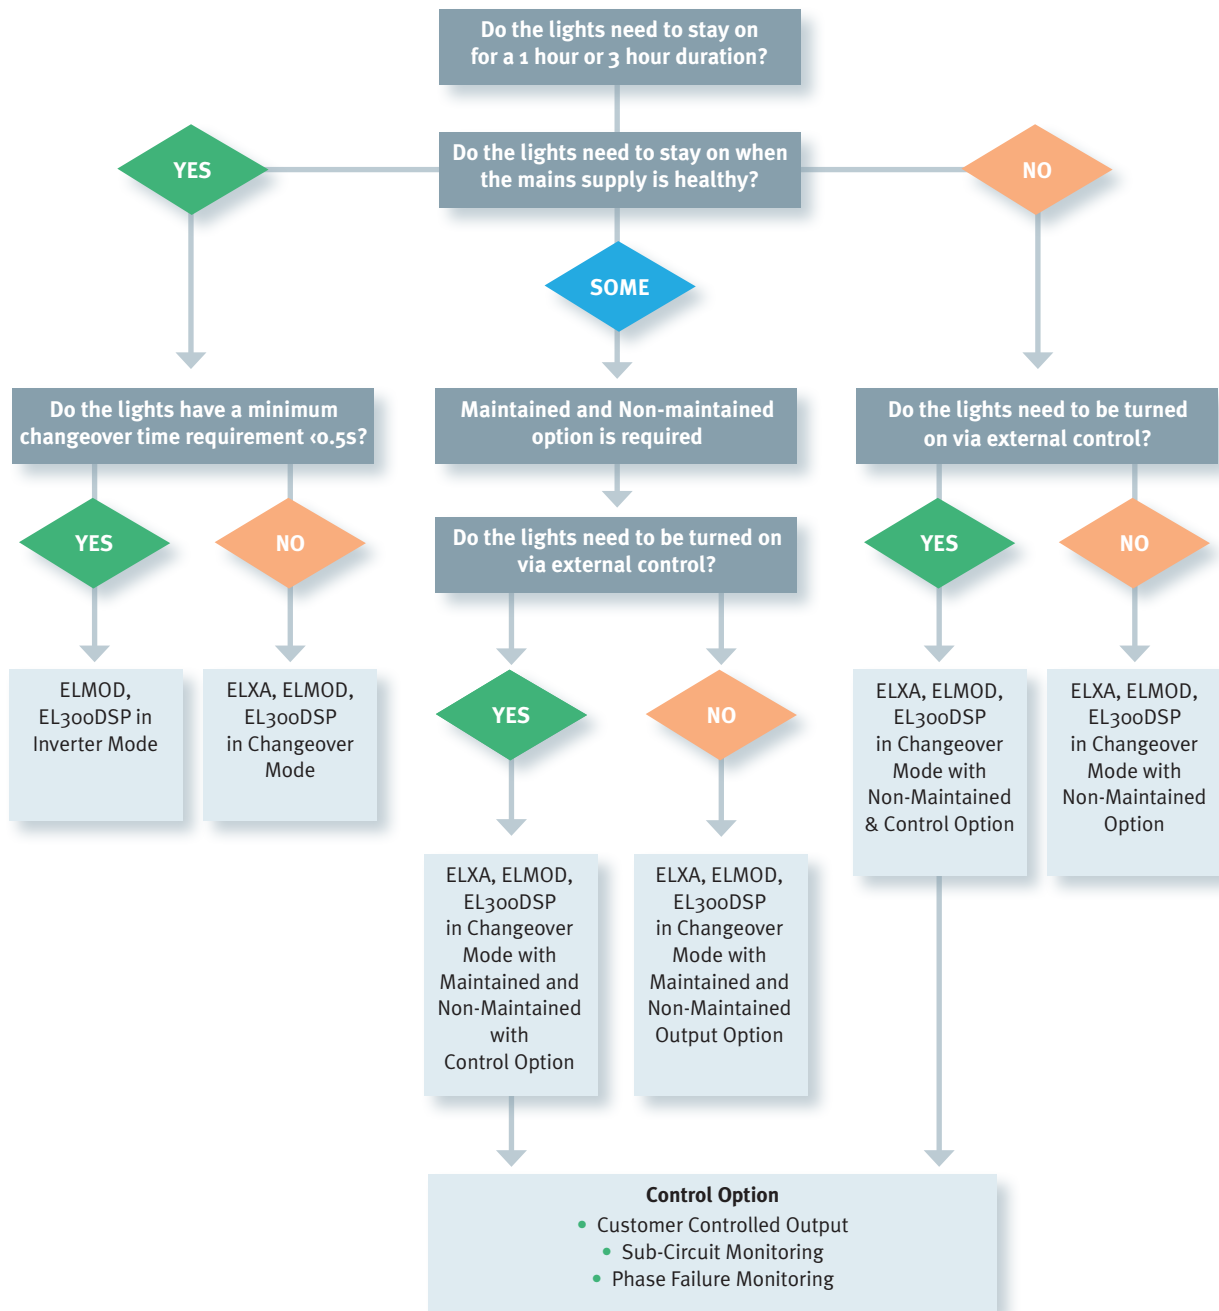 Do the lights need to stay on
for a 1 hour or 3 hour duration?
Do the lights need to stay on when
the mains supply is healthy?
YES
NO
SOME
Do the lights have a minimum
changeover time requirement <0.5s?
YES
NO
ELMOD,
EL300DSP in
Inverter Mode
ELXA, ELMOD,
EL300DSP
in Changeover
Mode
Maintained and Non-maintained
option is required
Do the lights need to be turned on
via external control?
YES
NO
ELXA, ELMOD,
EL300DSP
in Changeover
Mode with
Maintained and
Non-Maintained
with
Control Option
ELXA, ELMOD,
EL300DSP
in Changeover
Mode with
Maintained and
Non-Maintained
Output Option
Do the lights need to be turned
on via external control?
YES
NO
ELXA, ELMOD,
EL300DSP
in Changeover
Mode with
Non-Maintained
& Control Option
ELXA, ELMOD,
EL300DSP
in Changeover
Mode with
Non-Maintained
Option
Control Option
• Customer Controlled Output
• Sub-Circuit Monitoring
• Phase Failure Monitoring